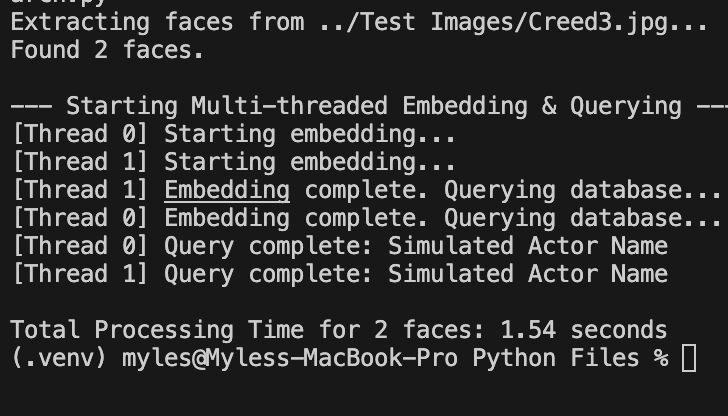 Extracting faces from ../Test Images/Creed3.jpg...
Found 2 faces.
--- Starting Multi-threaded Embedding & Querying --
[Thread 0] Starting embedding...
[Thread 1] Starting embedding...
[Thread 1] Embedding complete. Querying database...
[Thread 0] Embedding complete. Querying database...
[Thread 0] Query complete: Simulated Actor Name
[Thread 1] Query complete: Simulated Actor Name
Total Processing Time for 2 faces: 1.54 seconds
(.venv) myles@Myless-MacBook-Pro Python Files %